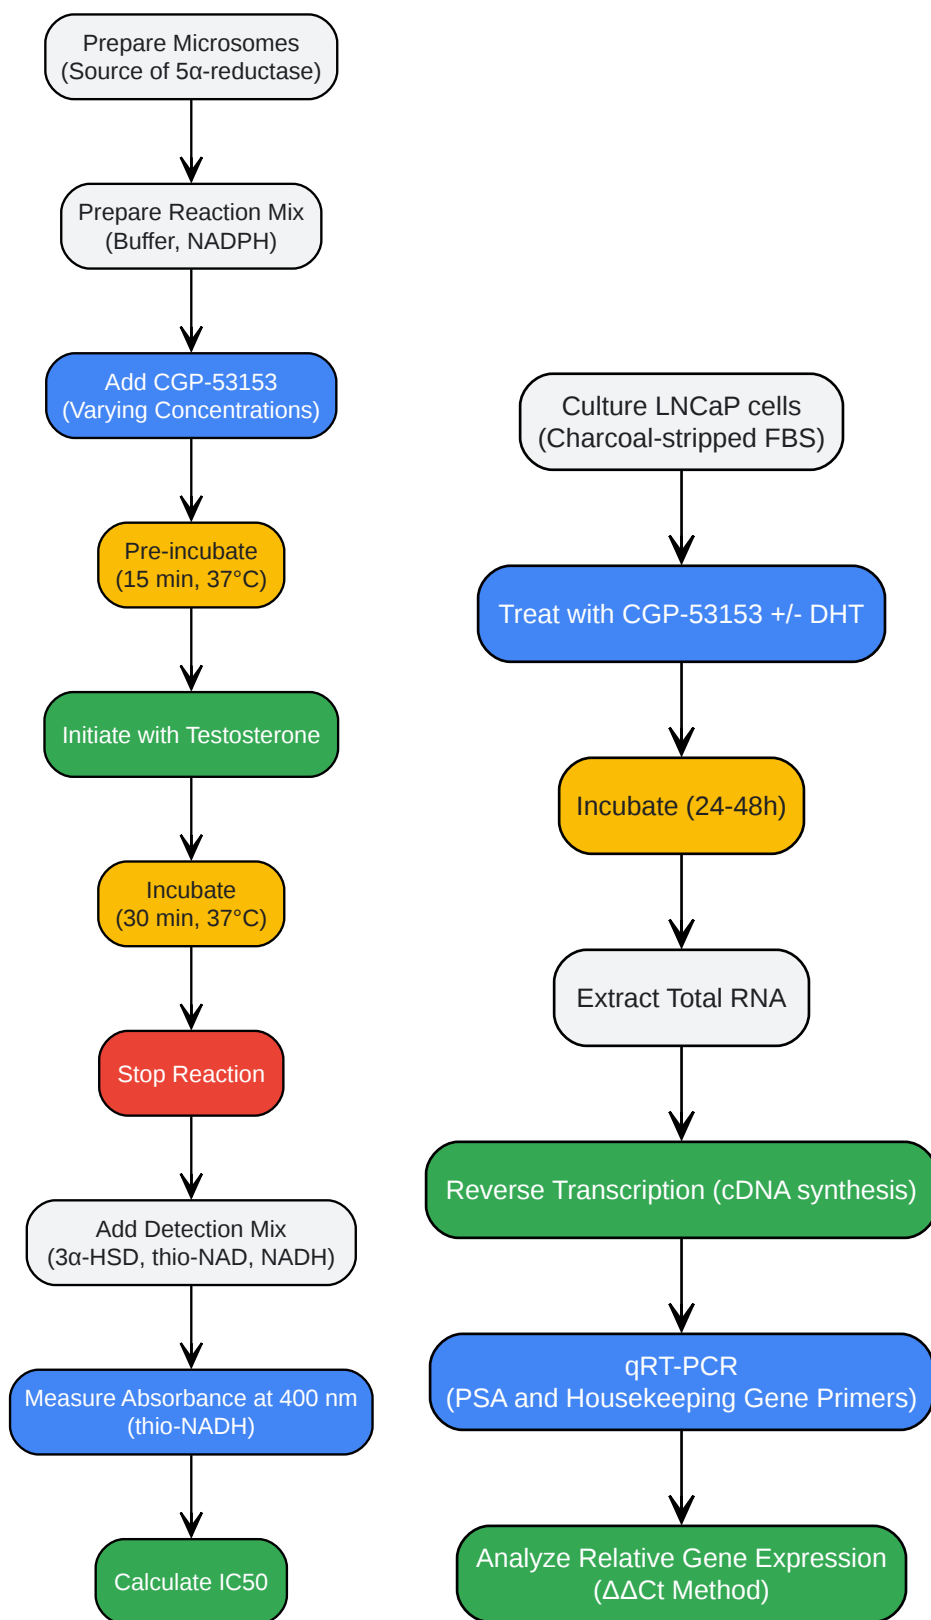 Prepare Microsomes
(Source of 5α-reductase)
Prepare Reaction Mix
(Buffer, NADPH)
Add CGP-53153
(Varying Concentrations)
Pre-incubate
(15 min, 37°C)
Initiate with Testosterone
Incubate
(30 min, 37°C)
Stop Reaction
Add Detection Mix
(3α-HSD, thio-NAD, NADH)
Measure Absorbance at 400 nm
(thio-NADH)
Calculate IC50
Culture LNCaP cells
(Charcoal-stripped FBS)
Treat with CGP-53153 +/- DHT
Incubate (24-48h)
Extract Total RNA
Reverse Transcription (cDNA synthesis)
qRT-PCR
(PSA and Housekeeping Gene Primers)
Analyze Relative Gene Expression
(ΔΔCt Method)